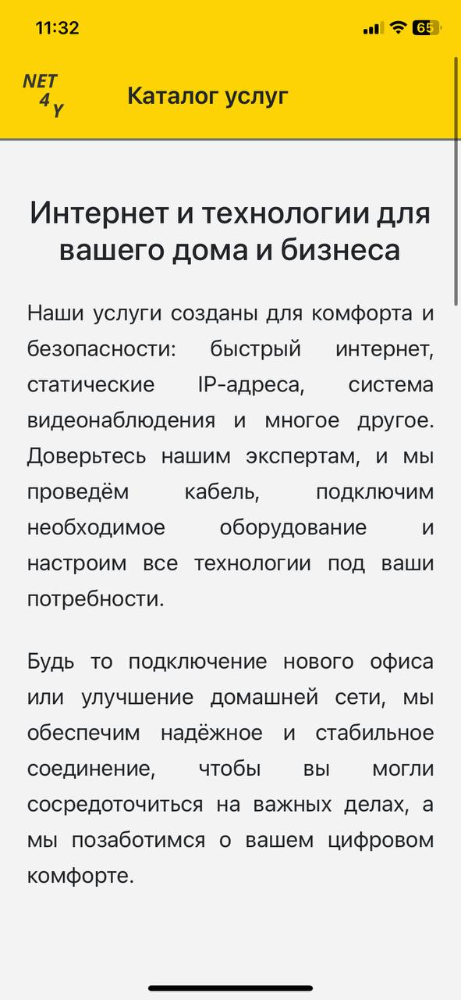 11:32
65
NET
4
Y
Каталог услуг
Интернет и технологии для
вашего дома и бизнеса
Наши услуги созданы для комфорта и
безопасности: быстрый интернет,
статические IP-адреса, система
видеонаблюдения и многое другое.
Доверьтесь нашим экспертам, и мы
проведём кабель, подключим
необходимое оборудование и
настроим все технологии под ваши
потребности.
Будь то подключение нового офиса
или улучшение домашней сети, мы
обеспечим надёжное и стабильное
соединение, чтобы вы могли
сосредоточиться на важных делах, а
мы позаботимся о вашем цифровом
комфорте.